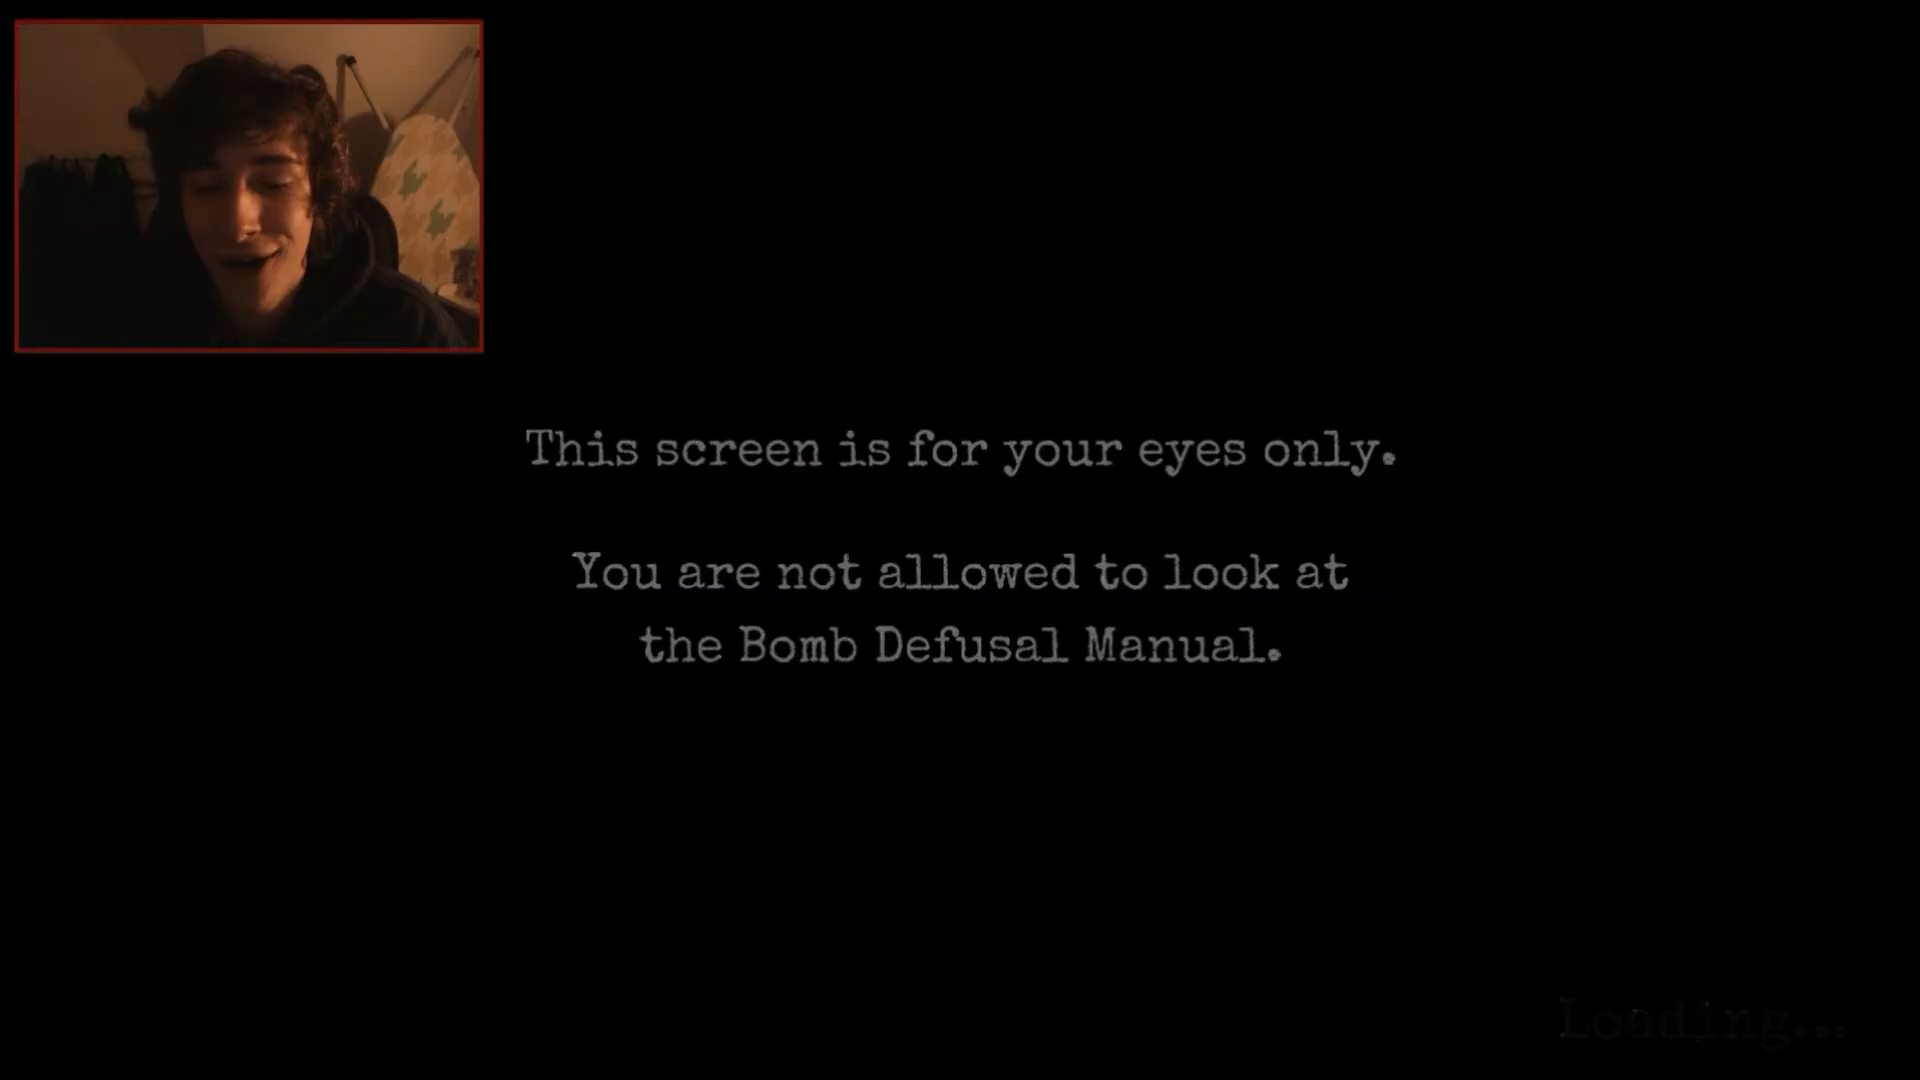 This screen is for your eyes only.
You are not allowed to look at
the Bomb Defusal Manual.
Loading...